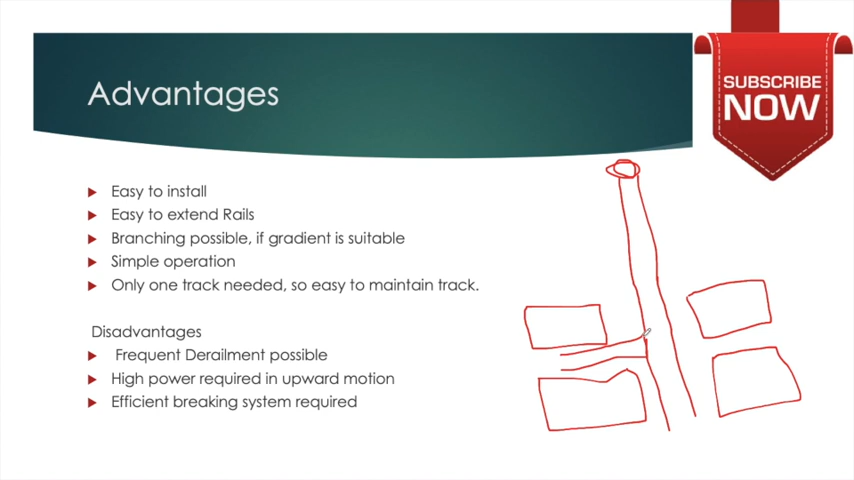 Advantages
SUBSCRIBE
NOW
Easy to install
Easy to extend Rails
Branching possible, if gradient is suitable
Simple operation
Only one track needed, so easy to maintain track.
Disadvantages
Frequent Derailment possible
High power required in upward motion
Efficient breaking system required